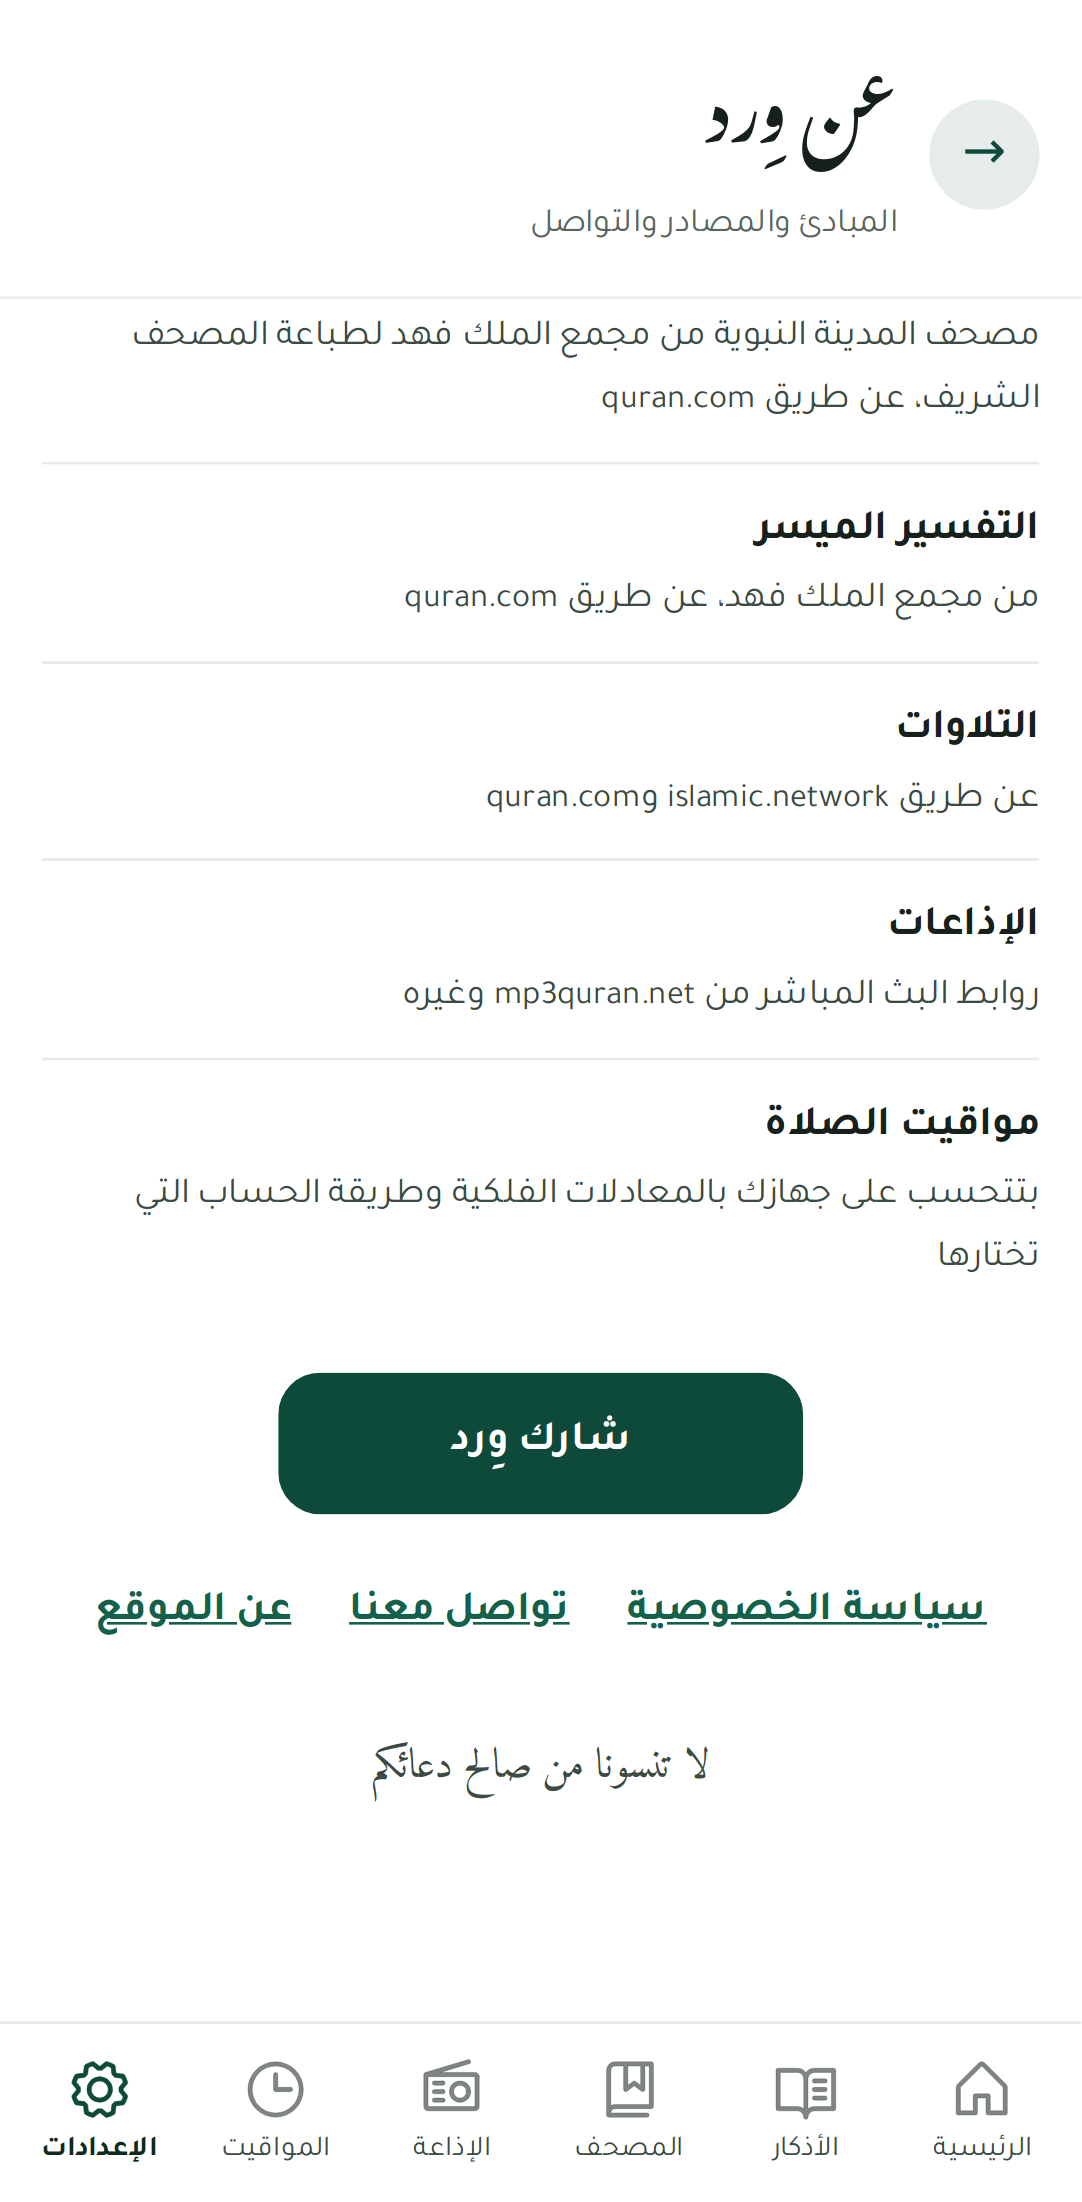 عن وِرد
المبادئ والمصادر والتواصل
مصحف المدينة النبوية من مجمع الملك فهد لطباعة المصحف
الشريف، عن طريق quran.com
التفسير الميسر
من مجمع الملك فهد، عن طريق quran.com
التلاوات
عن طريق islamic.network وquran.com
الإذاعات
روابط البث المباشر من mp3quran.net وغيره
مواقيت الصلاة
بتتحسب على جهازك بالمعادلات الفلكية وطريقة الحساب التي
تختارها
شارك وِرد
سياسة الخصوصية تواصل معنا عن الموقع
لا تنسونا من صالح دعائكم
الرئيسية الأذكار المصحف الإذاعة المواقيت الإعدادات